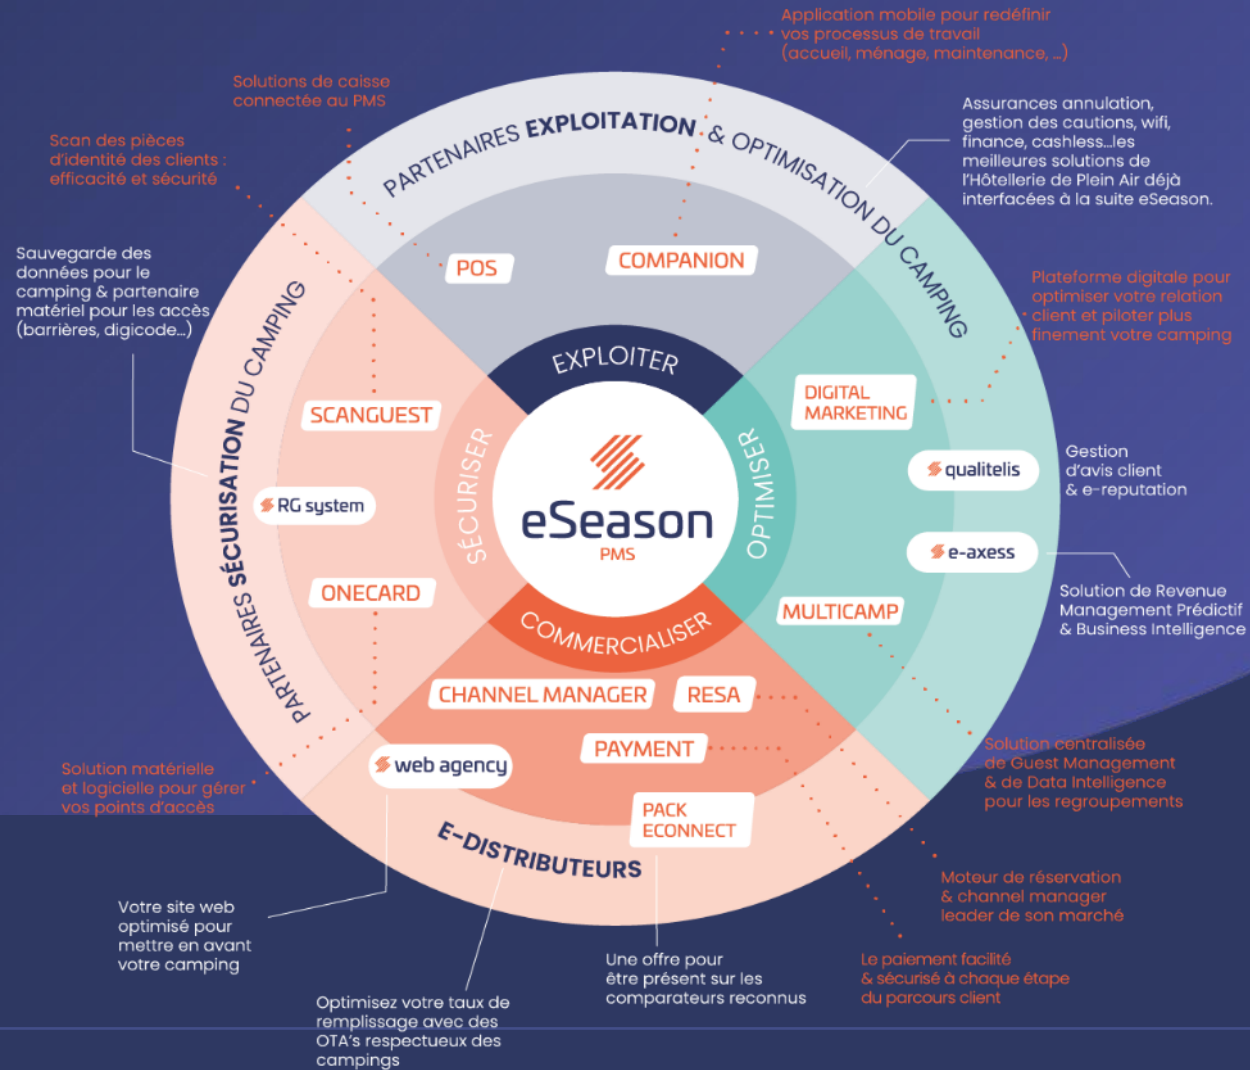 Application mobile pour redéfinir
vos processus de travail
(accueil, ménage, maintenance, ...)
Solutions de caisse
connectée au PMS
Scan des pièces
d'identité des clients :
efficacité et sécurité
Assurances annulation,
gestion des cautions, wifi,
finance, cashless...les
meilleures solutions de
l'Hôtellerie de Plein Air déjà
interfacées à la suite eSeason.
Sauvegarde des
données pour le
camping & partenaire
matériel pour les accès
(barrières, digicode...)
PARTENAIRES EXPLOITATION & OPTIMISATION DU CAMPING
POS
COMPANION
EXPLOITER
Plateforme digitale pour
optimiser votre relation
client et piloter plus
finement votre camping
PARTENAIRES SÉCURISATION DU CAMPING
SCANGUEST
RG system
ONECARD
SÉCURISER
eSeason
PMS
OPTIMISER
DIGITAL
MARKETING
qualitelis
e-axess
MULTICAMP
Gestion
d'avis client
& e-reputation
Solution de Revenue
Management Prédictif
& Business Intelligence
COMMERCIALISER
CHANNEL MANAGER
RESA
PAYMENT
web agency
PACK
ECONNECT
E-DISTRIBUTEURS
Solution matérielle
et logicielle pour gérer
vos points d'accès
Solution centralisée
de Guest Management
& de Data Intelligence
pour les regroupements
Moteur de réservation
& channel manager
leader de son marché
Votre site web
optimisé pour
mettre en avant
votre camping
Une offre pour
être présent sur les
comparateurs reconnus
Le paiement facilité
& sécurisé à chaque étape
du parcours client
Optimisez votre taux de
remplissage avec des
OTA's respectueux des
campings